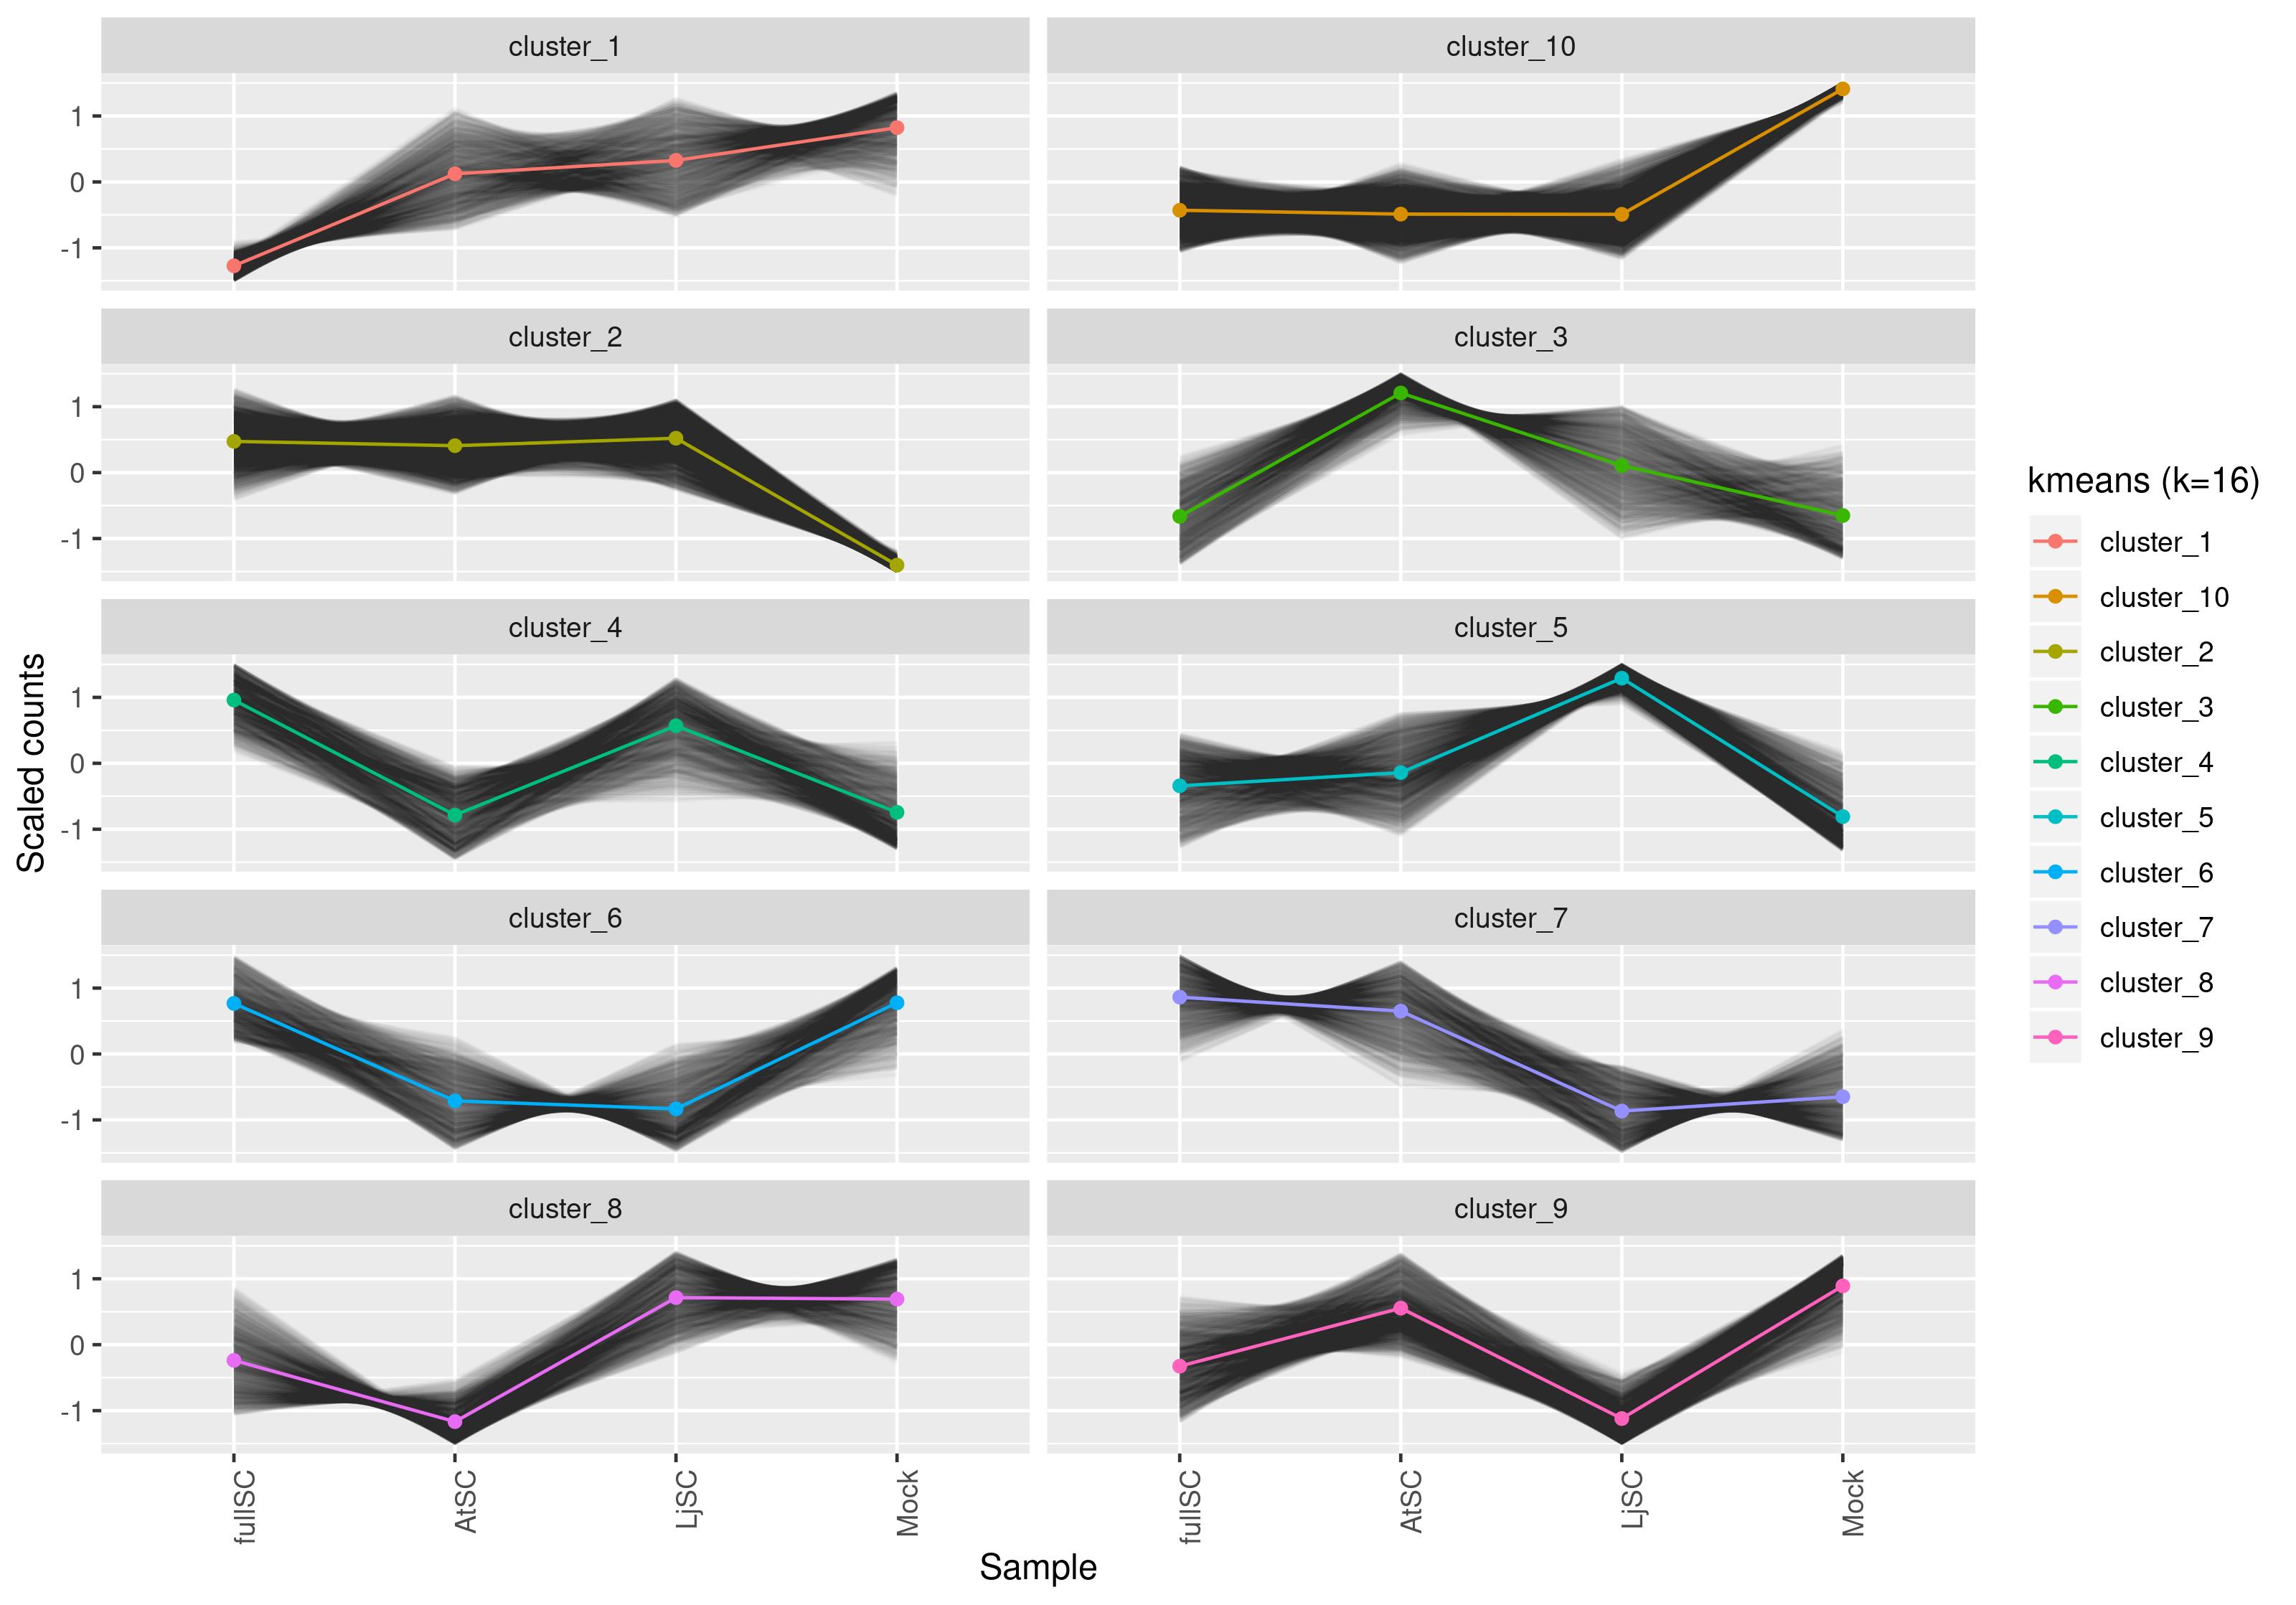 cluster_1
cluster_10
1
0
-1
cluster_2
cluster_3
1
0
-1
cluster_4
cluster_5
1
0
-1
cluster_6
cluster_7
1
0
-1
cluster_8
cluster_9
1
0
-1
fullSC
AtSC
LjSC
Mock
fullSC
AtSC
LjSC
Mock
Sample
Scaled counts
kmeans (k=16)
cluster_1
cluster_10
cluster_2
cluster_3
cluster_4
cluster_5
cluster_6
cluster_7
cluster_8
cluster_9